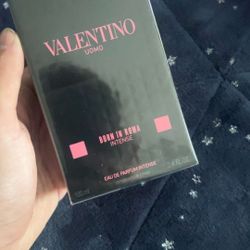 VALENTINO
UOMO
BORN IN ROMA
INTENSE
EAU DE PARFUM INTENSE